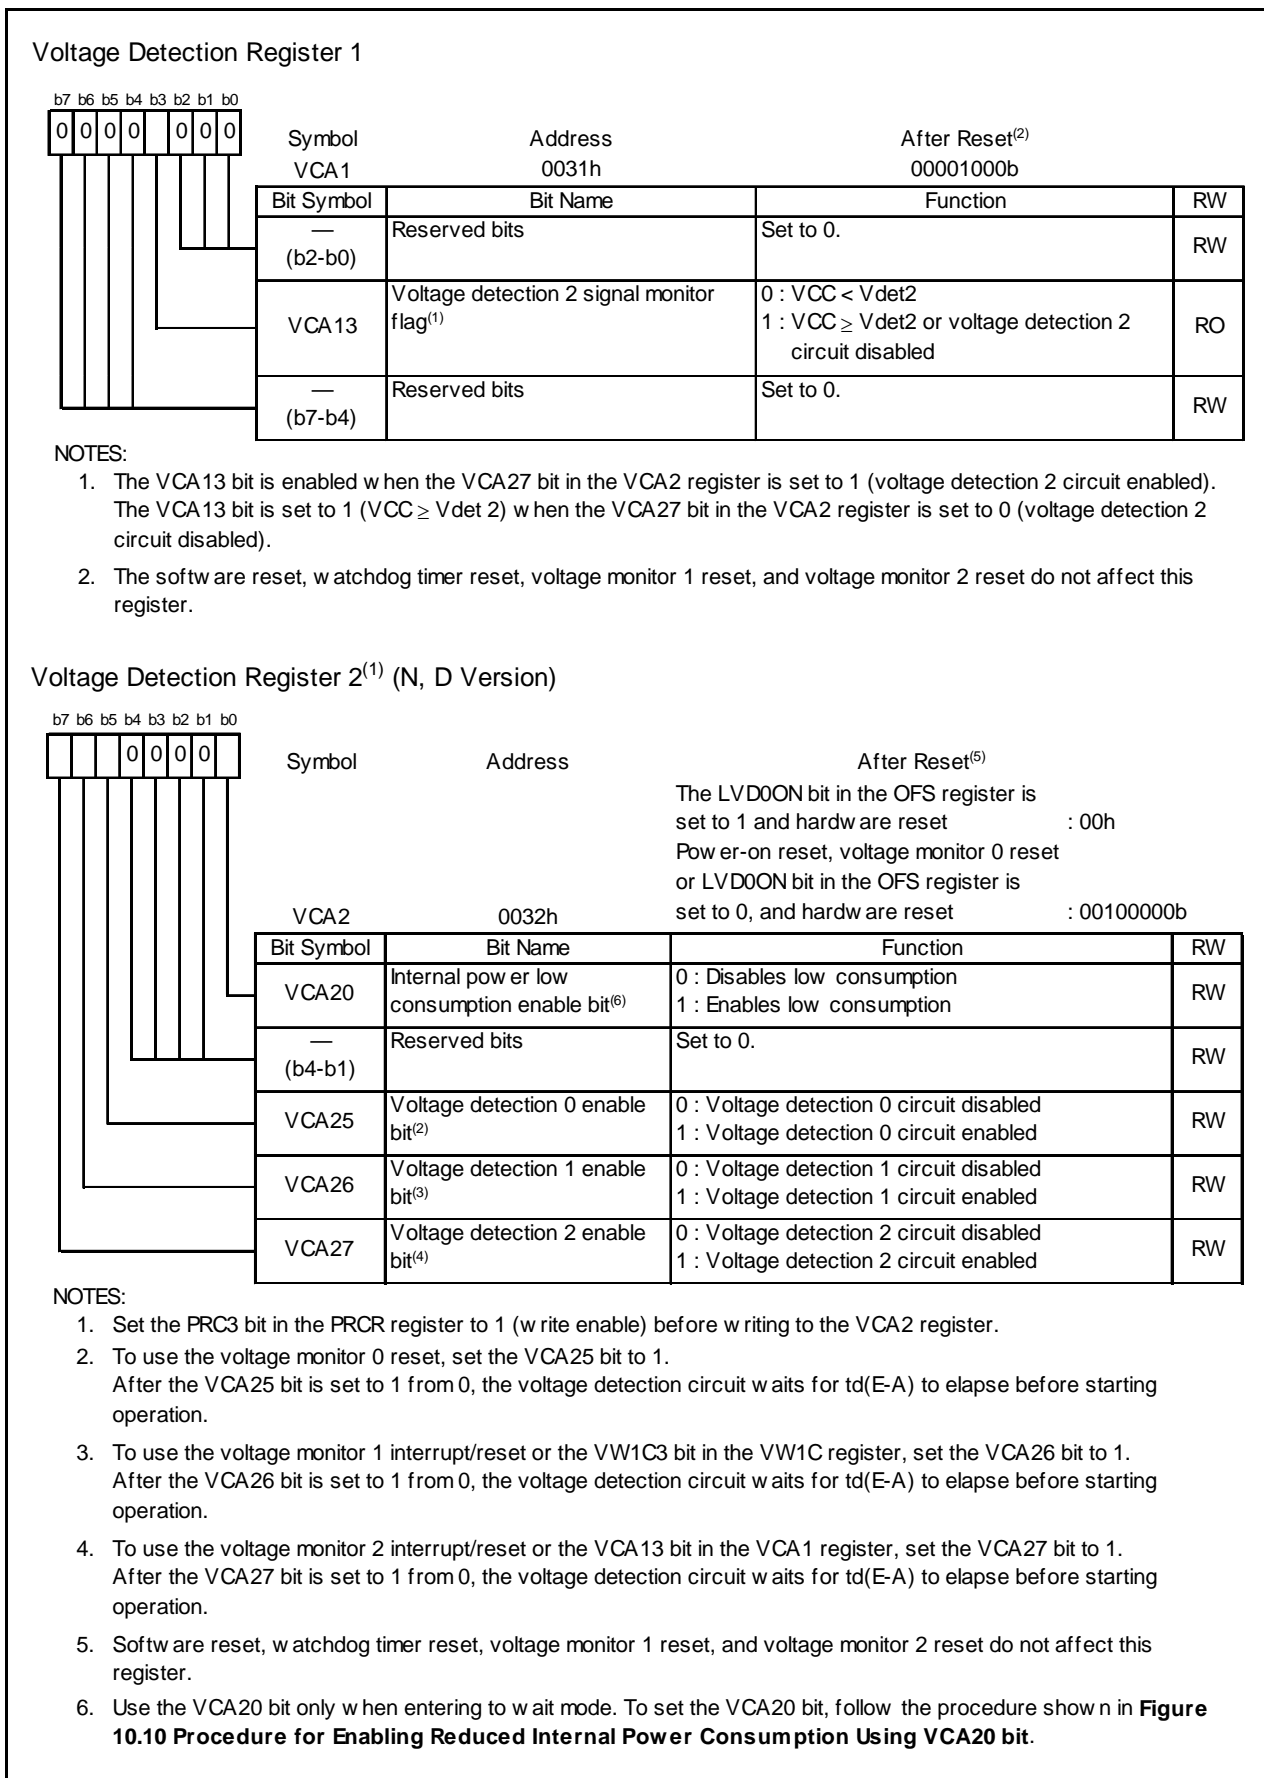 Voltage Detection Register 1
b7 b6 b5 b4 b3 b2 b1 b0
0 0 0 0 0 0 0
Symbol Address After Reset(2)
VCA1 0031h 00001000b
Bit Symbol Bit Name Function RW
— Reserved bits Set to 0.
(b2-b0) RW
Voltage detection 2 signal monitor 0 : VCC < Vdet2
VCA13 flag(1) 1 : VCC ≥ Vdet2 or voltage detection 2 RO
circuit disabled
— Reserved bits Set to 0.
(b7-b4) RW
NOTES:
1. The VCA13 bit is enabled when the VCA27 bit in the VCA2 register is set to 1 (voltage detection 2 circuit enabled).
The VCA13 bit is set to 1 (VCC ≥ Vdet 2) when the VCA27 bit in the VCA2 register is set to 0 (voltage detection 2
circuit disabled).
2. The software reset, watchdog timer reset, voltage monitor 1 reset, and voltage monitor 2 reset do not affect this
register.
Voltage Detection Register 2(1) (N, D Version)
b7 b6 b5 b4 b3 b2 b1 b0
0 0 0 0
Symbol Address After Reset(5)
The LVD0ON bit in the OFS register is
set to 1 and hardware reset : 00h
Power-on reset, voltage monitor 0 reset
or LVD0ON bit in the OFS register is
VCA2 0032h set to 0, and hardware reset : 00100000b
Bit Symbol Bit Name Function RW
VCA20 Internal power low 0 : Disables low consumption RW
consumption enable bit(6) 1 : Enables low consumption
— Reserved bits Set to 0.
(b4-b1) RW
VCA25 Voltage detection 0 enable 0 : Voltage detection 0 circuit disabled RW
bit(2) 1 : Voltage detection 0 circuit enabled
VCA26 Voltage detection 1 enable 0 : Voltage detection 1 circuit disabled RW
bit(3) 1 : Voltage detection 1 circuit enabled
VCA27 Voltage detection 2 enable 0 : Voltage detection 2 circuit disabled RW
bit(4) 1 : Voltage detection 2 circuit enabled
NOTES:
1. Set the PRC3 bit in the PRCR register to 1 (write enable) before writing to the VCA2 register.
2. To use the voltage monitor 0 reset, set the VCA25 bit to 1.
After the VCA25 bit is set to 1 from 0, the voltage detection circuit waits for td(E-A) to elapse before starting
operation.
3. To use the voltage monitor 1 interrupt/reset or the VW1C3 bit in the VW1C register, set the VCA26 bit to 1.
After the VCA26 bit is set to 1 from 0, the voltage detection circuit waits for td(E-A) to elapse before starting
operation.
4. To use the voltage monitor 2 interrupt/reset or the VCA13 bit in the VCA1 register, set the VCA27 bit to 1.
After the VCA27 bit is set to 1 from 0, the voltage detection circuit waits for td(E-A) to elapse before starting
operation.
5. Software reset, watchdog timer reset, voltage monitor 1 reset, and voltage monitor 2 reset do not affect this
register.
6. Use the VCA20 bit only when entering to wait mode. To set the VCA20 bit, follow the procedure shown in Figure
10.10 Procedure for Enabling Reduced Internal Power Consumption Using VCA20 bit.